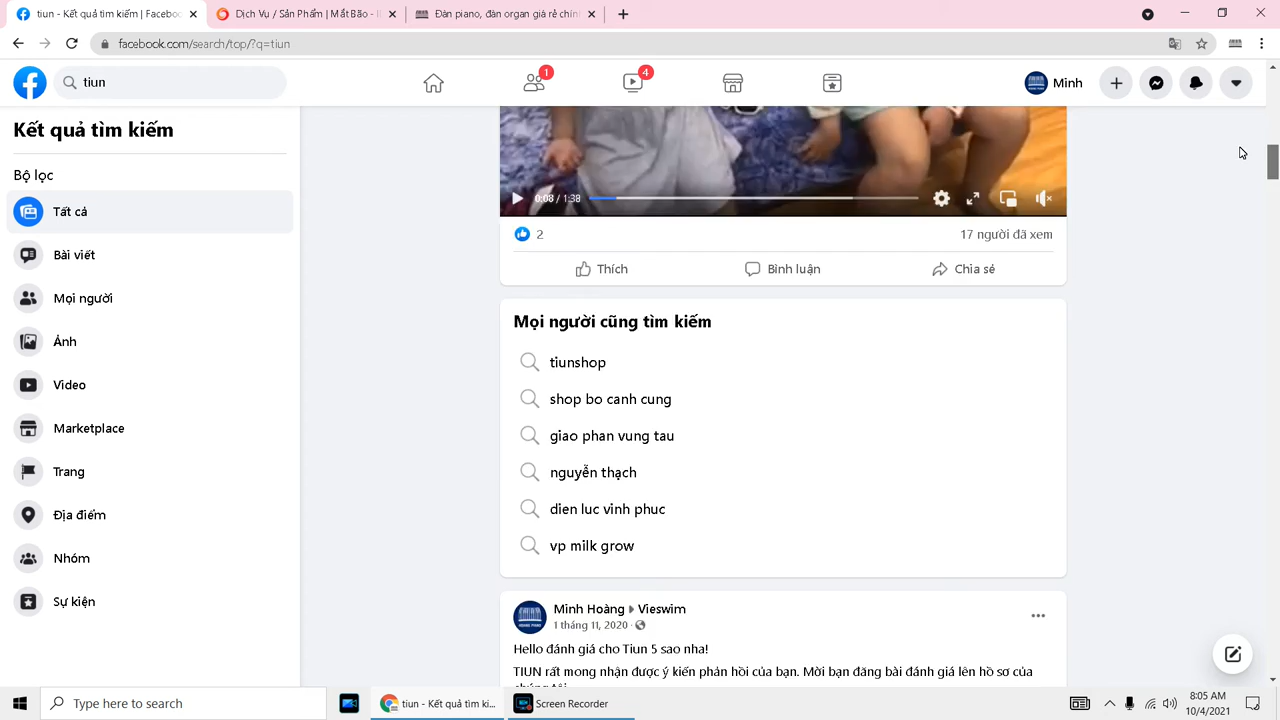 tiun - Kết quả tìm kiếm | Facebo
Dịch Vụ / Sản Phẩm | Mắt Bão - I
Đàn piano, đàn organ giá rẻ chín
facebook.com/search/top/?q=tiun
tiun
1
4
Minh
Kết quả tìm kiếm
Bộ lọc
Tất cả
Bài viết
Mọi người
Ảnh
Video
Marketplace
Trang
Địa điểm
Nhóm
Sự kiện
0:08 / 1:38
2
17 người đã xem
Thích
Bình luận
Chia sẻ
Mọi người cũng tìm kiếm
tiunshop
shop bo canh cung
giao phan vung tau
nguyễn thạch
dien luc vinh phuc
vp milk grow
Minh Hoàng Vieswim
1 tháng 11, 2020 ·
Hello đánh giá cho Tiun 5 sao nha!
TIUN rất mong nhận được ý kiến phản hồi của bạn. Mời bạn đăng bài đánh giá lên hồ sơ của
chúng tôi
Type here to search
tiun - Kết quả tìm ki...
Screen Recorder
8:05 AM
10/4/2021